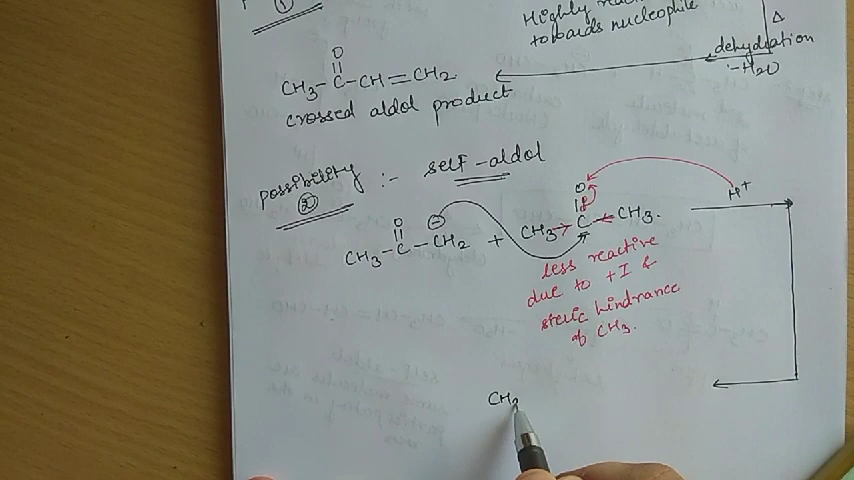 ①
Highly
towards nucleophile
Δ
dehydration
:-H₂O
O
||
CH₃-C-CH=CH₂
crossed aldol product
possibility :- self-aldol
②
O
||
CH₃-C-CH₂ ⊖ + CH₃→C←CH₃.
O
||
H⁺
less reactive
due to +I &
steric hindrance
of CH₃.
CH₃